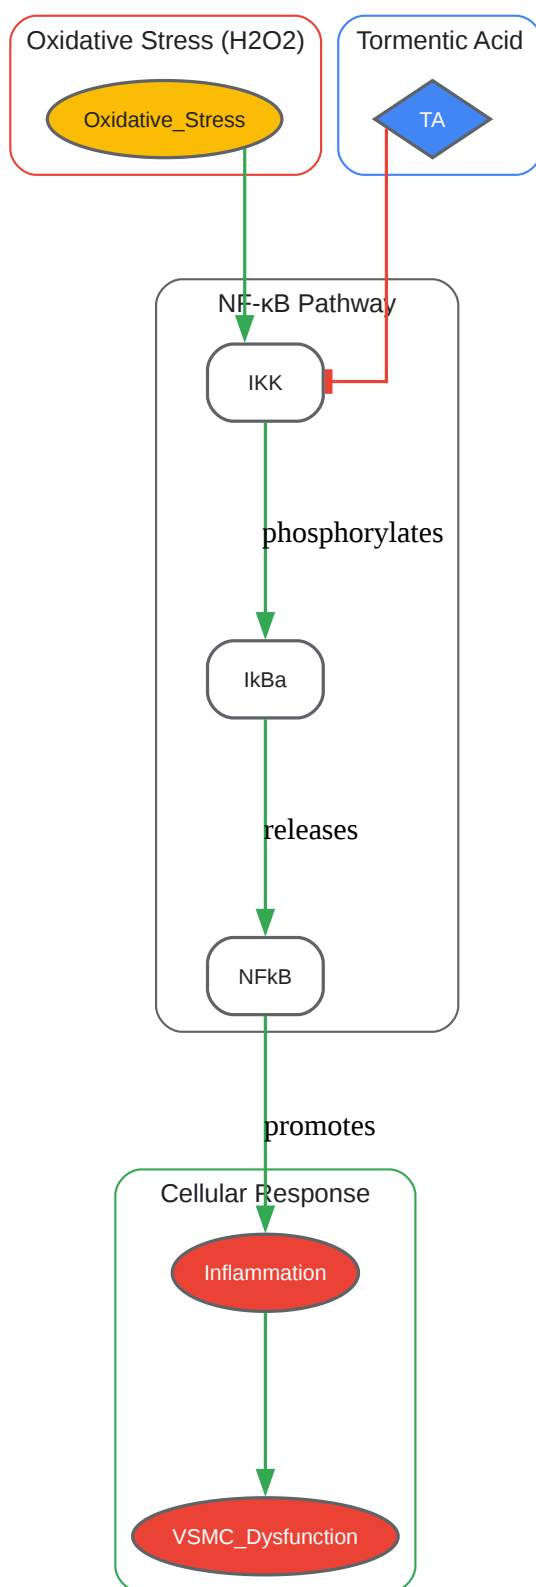 Oxidative Stress (H2O2)
Tormentic Acid
Oxidative_Stress
TA
NF-κB Pathway
IKK
phosphorylates
IkBa
releases
NFkB
promotes
Cellular Response
Inflammation
VSMC_Dysfunction